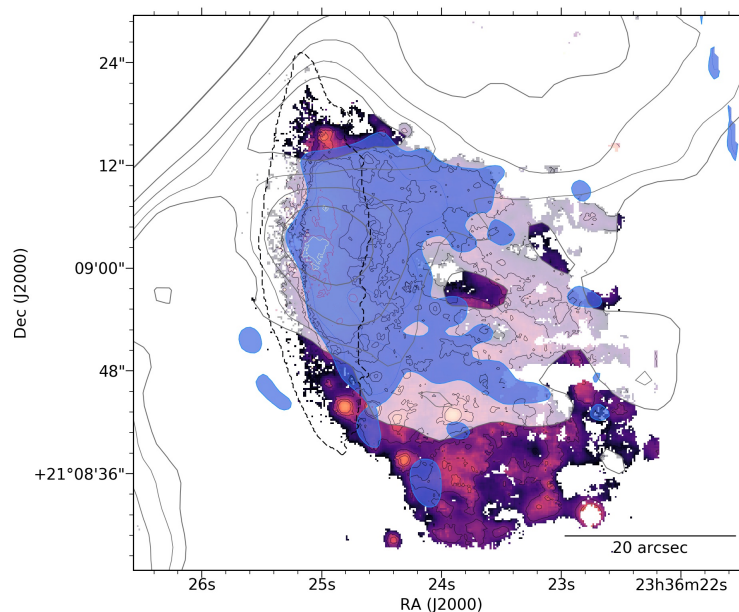 24"
12"
09'00"
48"
+21°08'36"
Dec (J2000)
20 arcsec
26s
25s
24s
23s
23h36m22s
RA (J2000)